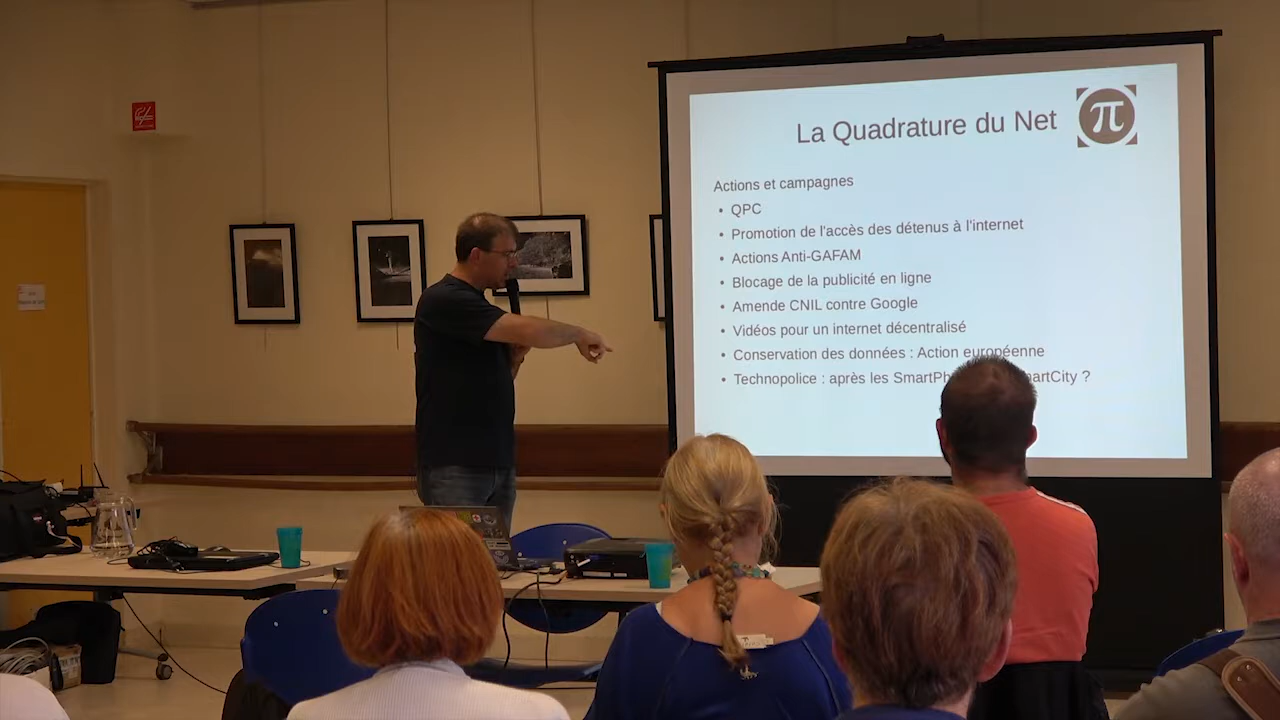 La Quadrature du Net
π
Actions et campagnes
• QPC
• Promotion de l'accès des détenus à l'internet
• Actions Anti-GAFAM
• Blocage de la publicité en ligne
• Amende CNIL contre Google
• Vidéos pour un internet décentralisé
• Conservation des données : Action européenne
• Technopolice : après les